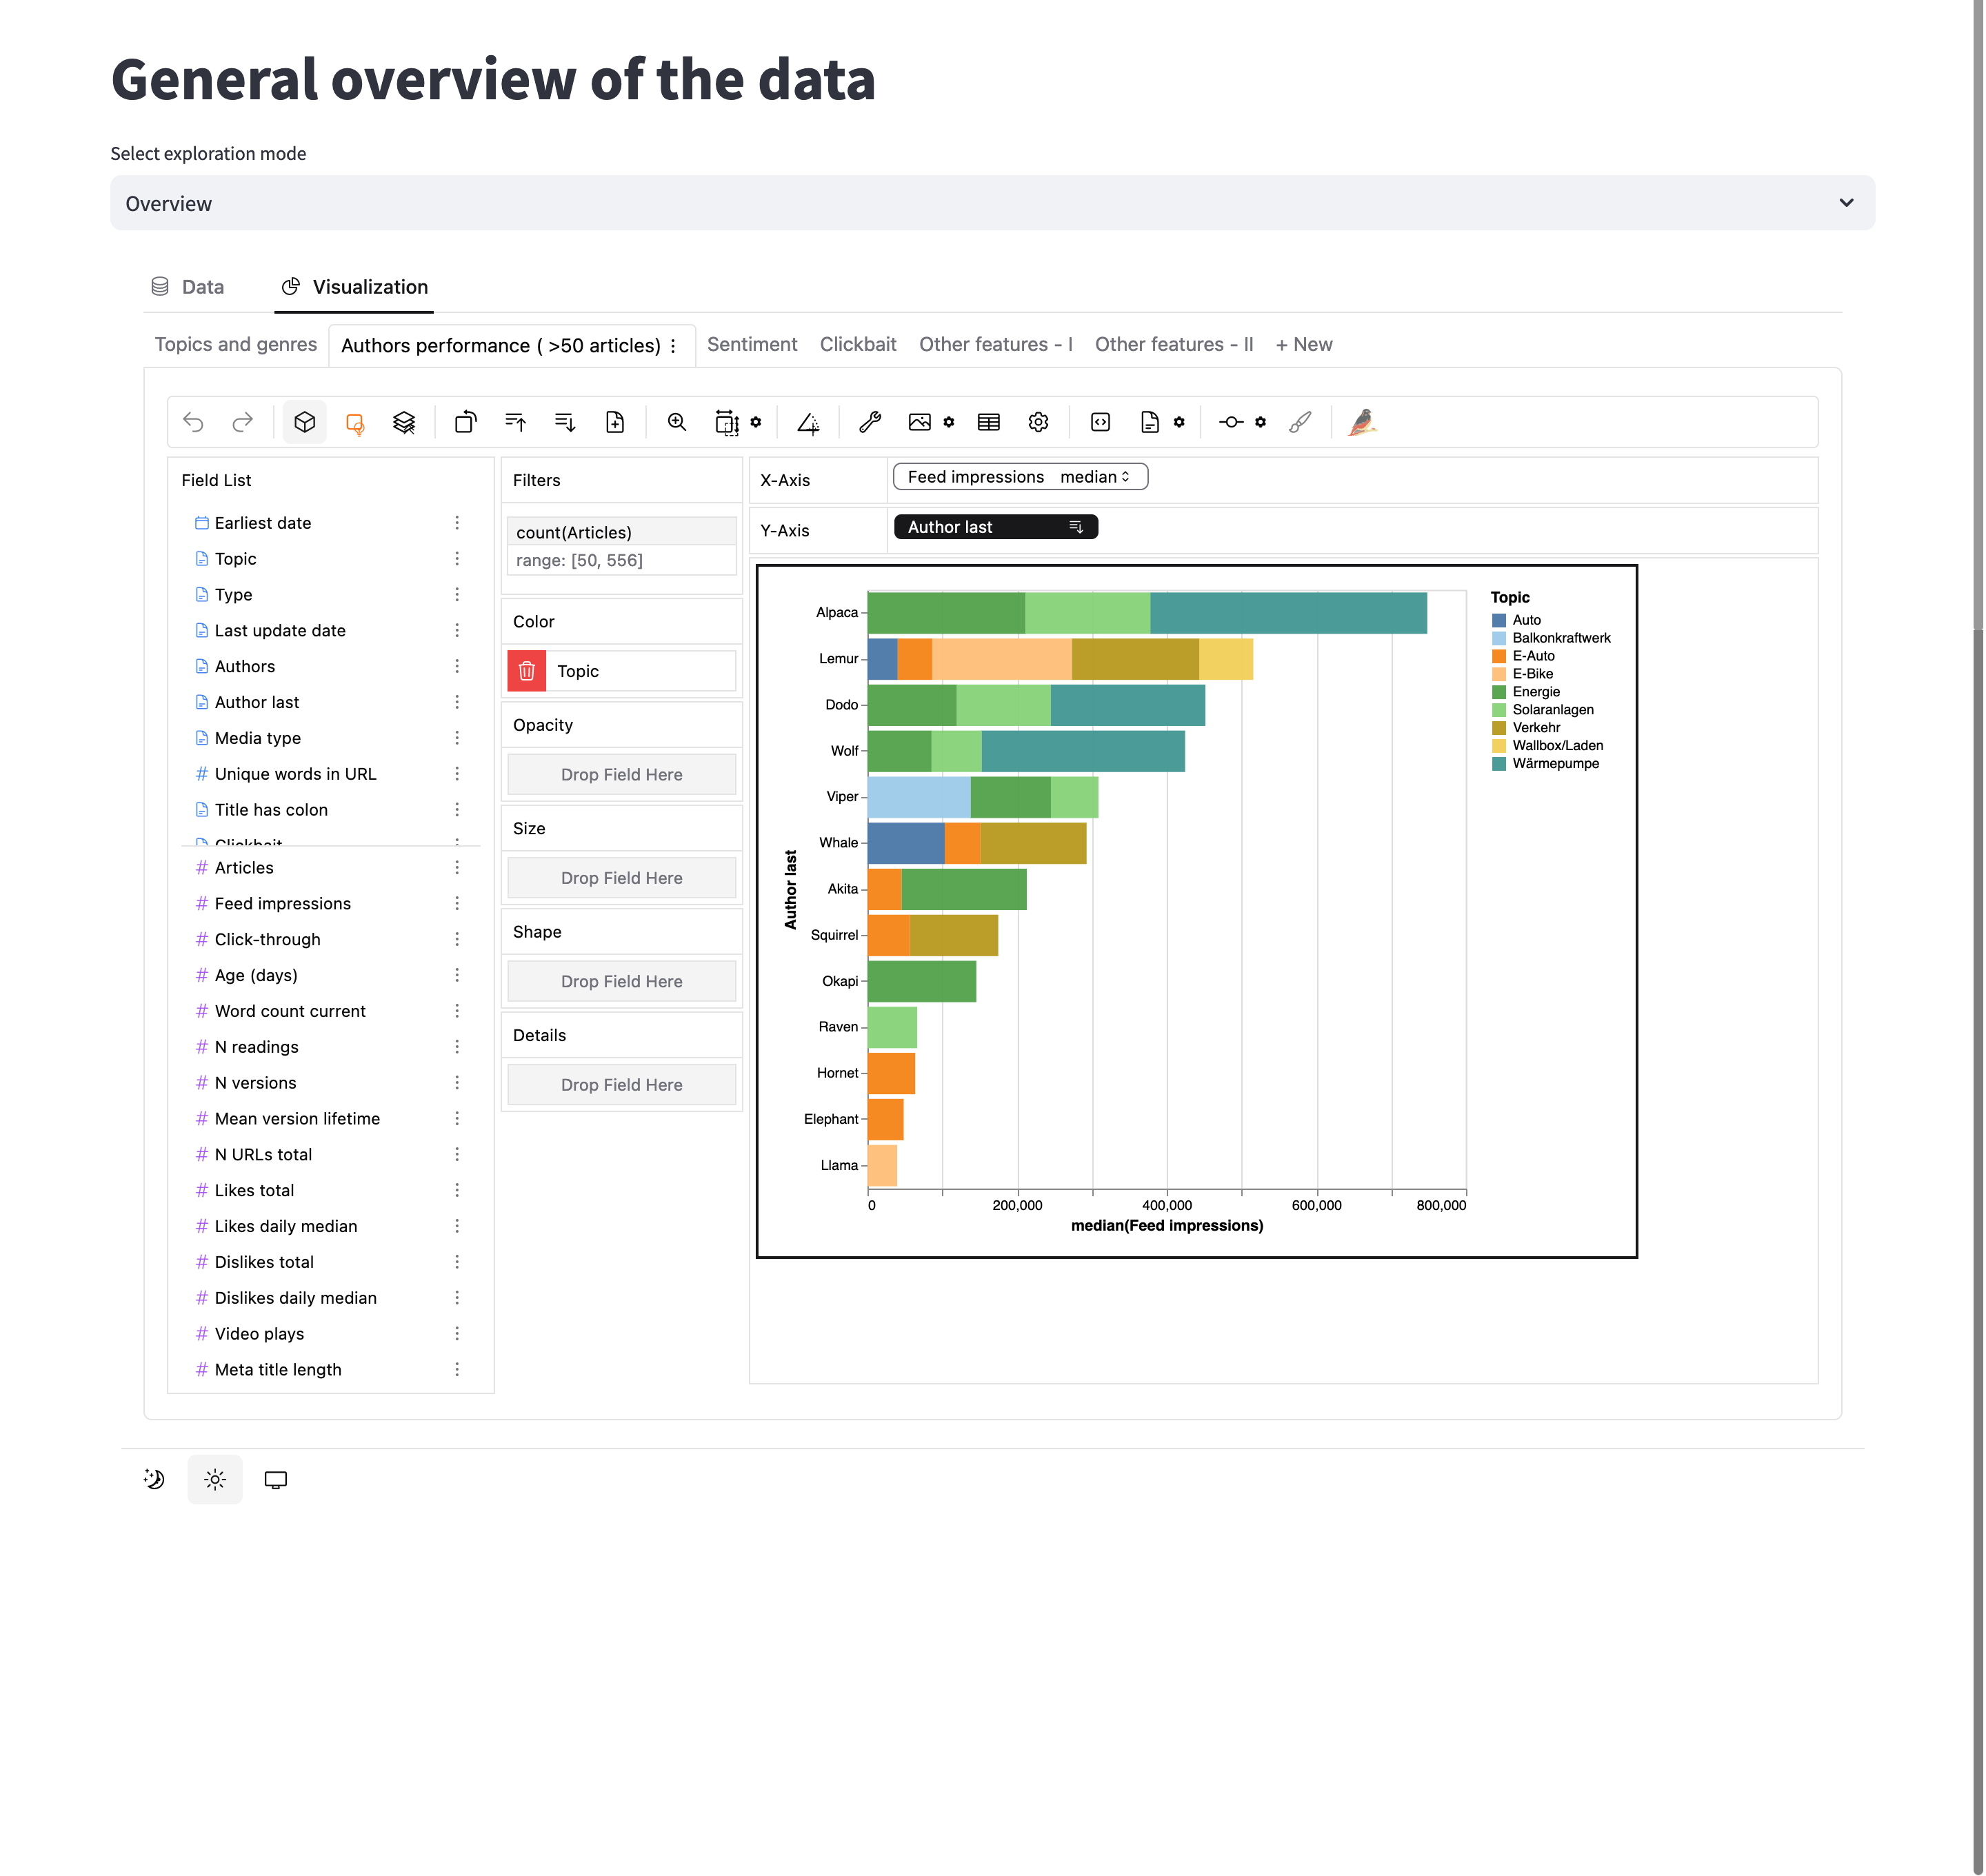 General overview of the data
Select exploration mode
Overview
Data
Visualization
Topics and genres
Authors performance ( >50 articles)
Sentiment
Clickbait
Other features - I
Other features - II
+ New
Field List
Earliest date
Topic
Type
Last update date
Authors
Author last
Media type
# Unique words in URL
Title has colon
Clickbait
# Articles
# Feed impressions
# Click-through
# Age (days)
# Word count current
# N readings
# N versions
# Mean version lifetime
# N URLs total
# Likes total
# Likes daily median
# Dislikes total
# Dislikes daily median
# Video plays
# Meta title length
Filters
count(Articles)
range: [50, 556]
Color
Topic
Opacity
Drop Field Here
Size
Drop Field Here
Shape
Drop Field Here
Details
Drop Field Here
X-Axis
Feed impressions median
Y-Axis
Author last
Author last
Alpaca
Lemur
Dodo
Wolf
Viper
Whale
Akita
Squirrel
Okapi
Raven
Hornet
Elephant
Llama
0 200,000 400,000 600,000 800,000
median(Feed impressions)
Topic
Auto
Balkonkraftwerk
E-Auto
E-Bike
Energie
Solaranlagen
Verkehr
Wallbox/Laden
Wärmepumpe